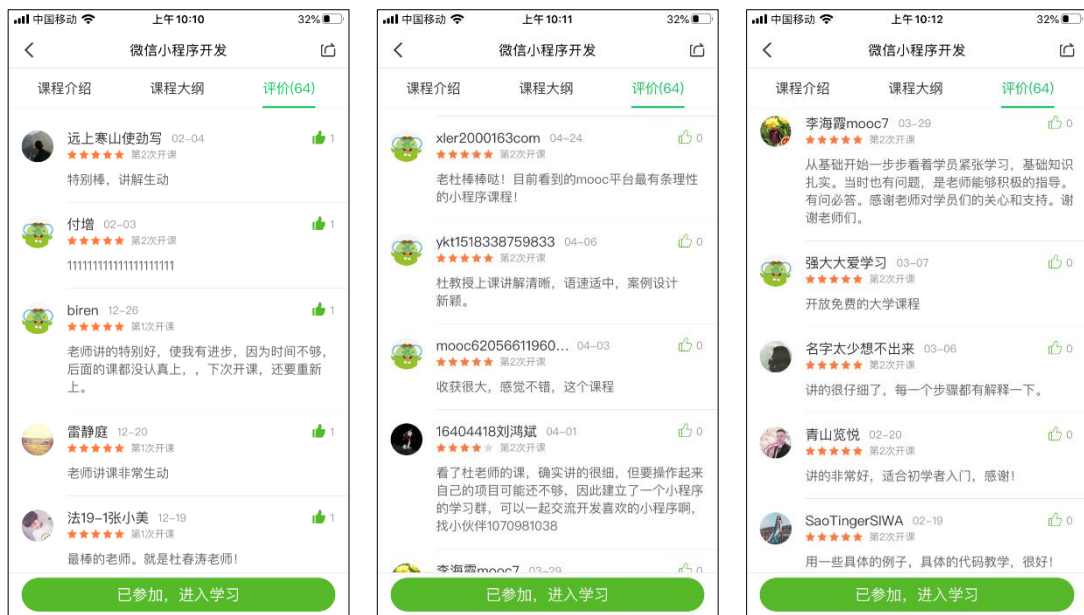 中国移动 上午10:10 32%
微信小程序开发
课程介绍 课程大纲 评价(64)
远上寒山使劲写 02-04 1
第2次开课
特别棒，讲解生动
付增 02-03 1
第2次开课
11111111111111111111
biren 12-26 1
第1次开课
老师讲的特别好，使我有进步，因为时间不够，
后面的课都没认真上，，下次开课，还要重新
上。
雷静庭 12-20 1
第1次开课
老师讲课非常生动
法19-1张小美 12-19 1
第1次开课
最棒的老师。就是杜春涛老师！
已参加，进入学习
中国移动 上午10:11 32%
微信小程序开发
课程介绍 课程大纲 评价(64)
xler2000163com 04-24 0
第2次开课
老杜棒棒哒！目前看到的mooc平台最有条理性
的小程序课程！
ykt1518338759833 04-06 0
第2次开课
杜教授上课讲解清晰，语速适中，案例设计
新颖。
mooc62056611960... 04-03 0
第2次开课
收获很大，感觉不错，这个课程
16404418刘鸿斌 04-01 0
第2次开课
看了杜老师的课，确实讲的很细，但要操作起来
自己的项目可能还不够，因此建立了一个小程序
的学习群，可以一起交流开发喜欢的小程序啊，
找小伙伴1070981038
李海霞mooc7 03-29 0
已参加，进入学习
中国移动 上午10:12 32%
微信小程序开发
课程介绍 课程大纲 评价(64)
李海霞mooc7 03-29 0
第2次开课
从基础开始一步步看着学员紧张学习，基础知识
扎实。当时也有问题，是老师能够积极的指导。
有问必答。感谢老师对学员们的关心和支持。谢
谢老师们。
强大大爱学习 03-07 0
第2次开课
开放免费的大学课程
名字太少想不出来 03-06 0
第2次开课
讲的很仔细了，每一个步骤都有解释一下。
青山览悦 02-20 0
第2次开课
讲的非常好，适合初学者入门，感谢！
SaoTingerSIWA 02-19 0
第2次开课
用一些具体的例子，具体的代码教学，很好！
已参加，进入学习